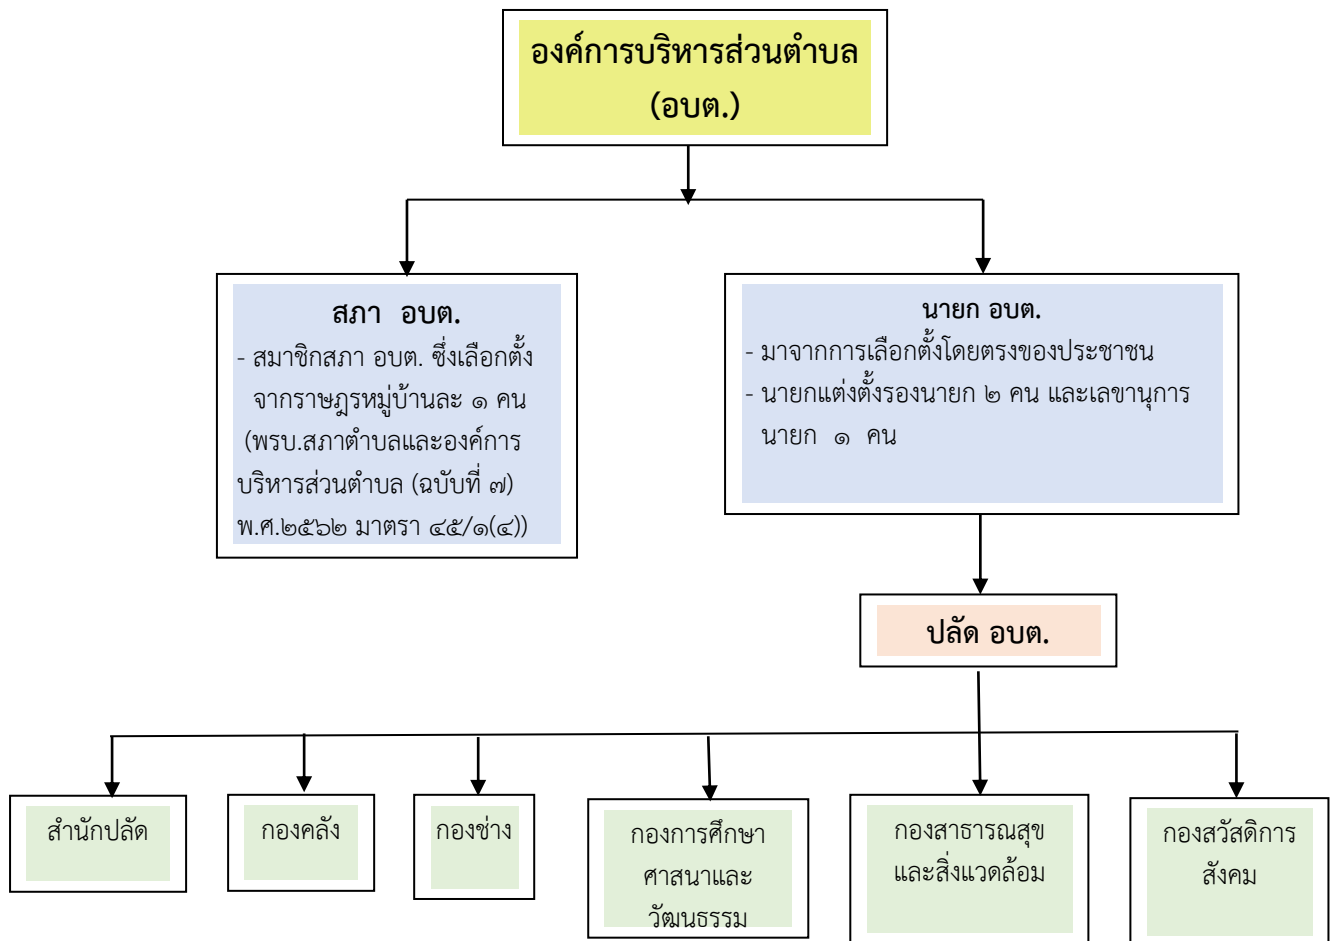 องค์การบริหารส่วนตำบล
(อบต.)
สภา อบต.
- สมาชิกสภา อบต. ซึ่งเลือกตั้ง
จากราษฎรหมู่บ้านละ ๑ คน
(พรบ.สภาตำบลและองค์การ
บริหารส่วนตำบล (ฉบับที่ ๗)
พ.ศ.๒๕๖๒ มาตรา ๔๕/๑(๔))
นายก อบต.
- มาจากการเลือกตั้งโดยตรงของประชาชน
- นายกแต่งตั้งรองนายก ๒ คน และเลขานุการ
นายก ๑ คน
ปลัด อบต.
สำนักปลัด
กองคลัง
กองช่าง
กองการศึกษา
ศาสนาและ
วัฒนธรรม
กองสาธารณสุข
และสิ่งแวดล้อม
กองสวัสดิการ
สังคม